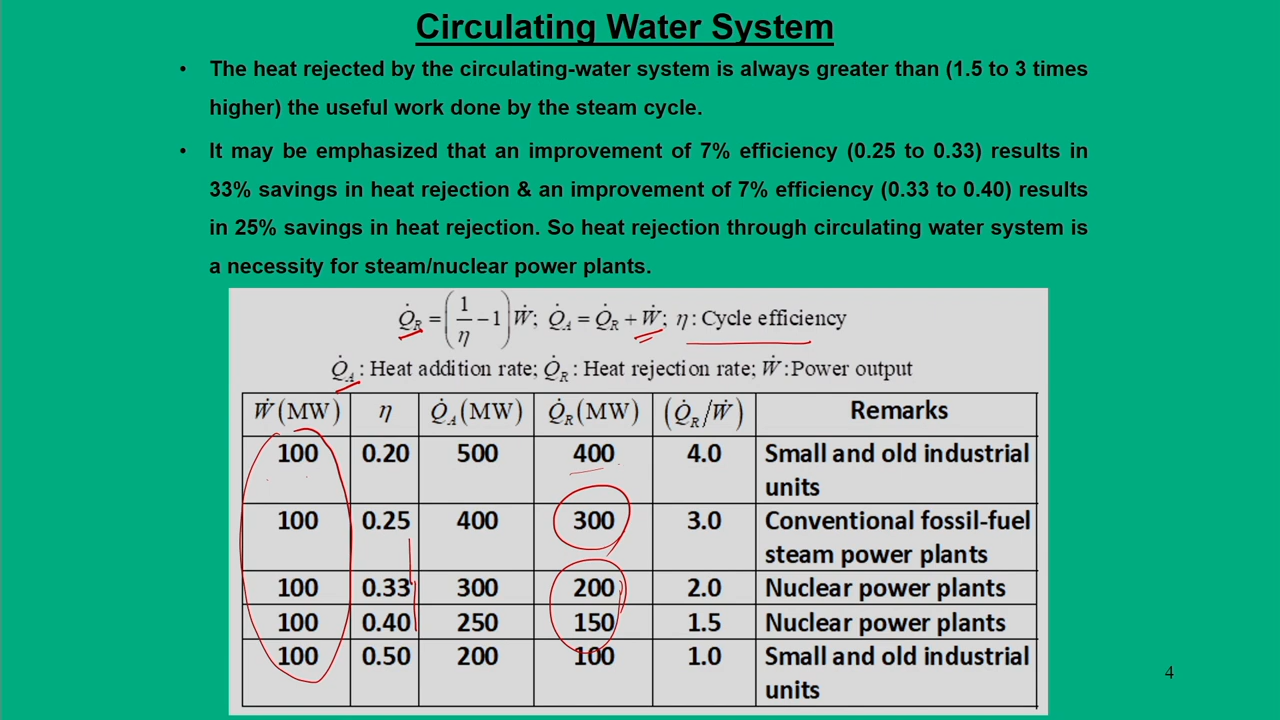 Circulating Water System
• The heat rejected by the circulating-water system is always greater than (1.5 to 3 times
higher) the useful work done by the steam cycle.
• It may be emphasized that an improvement of 7% efficiency (0.25 to 0.33) results in
33% savings in heat rejection & an improvement of 7% efficiency (0.33 to 0.40) results
in 25% savings in heat rejection. So heat rejection through circulating water system is
a necessity for steam/nuclear power plants.
Q̇_R = (1/η − 1) Ẇ; Q̇_A = Q̇_R + Ẇ; η : Cycle efficiency
Q̇_A : Heat addition rate; Q̇_R : Heat rejection rate; Ẇ :Power output
Ẇ (MW) η Q̇_A (MW) Q̇_R (MW) (Q̇_R/Ẇ) Remarks
100 0.20 500 400 4.0 Small and old industrial
units
100 0.25 400 300 3.0 Conventional fossil-fuel
steam power plants
100 0.33 300 200 2.0 Nuclear power plants
100 0.40 250 150 1.5 Nuclear power plants
100 0.50 200 100 1.0 Small and old industrial
units
4